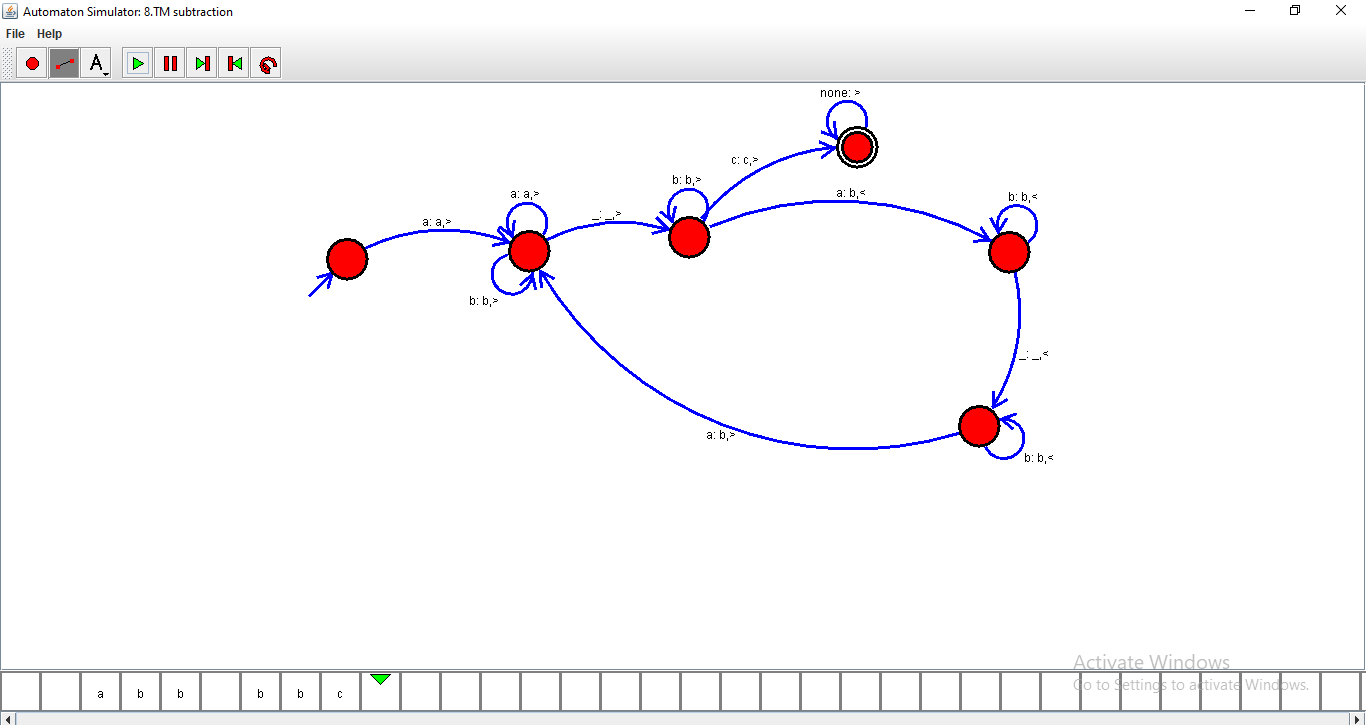 Automaton Simulator: 8.TM subtraction
File Help
A
none: >
c: c,>
b: b,>
a: b,<
b: b,<
a: a,>
_: _,>
a: a,>
b: b,>
_: _,<
a: b,>
b: b,<
Activate Windows
Go to Settings to activate Windows.
a b b b b c